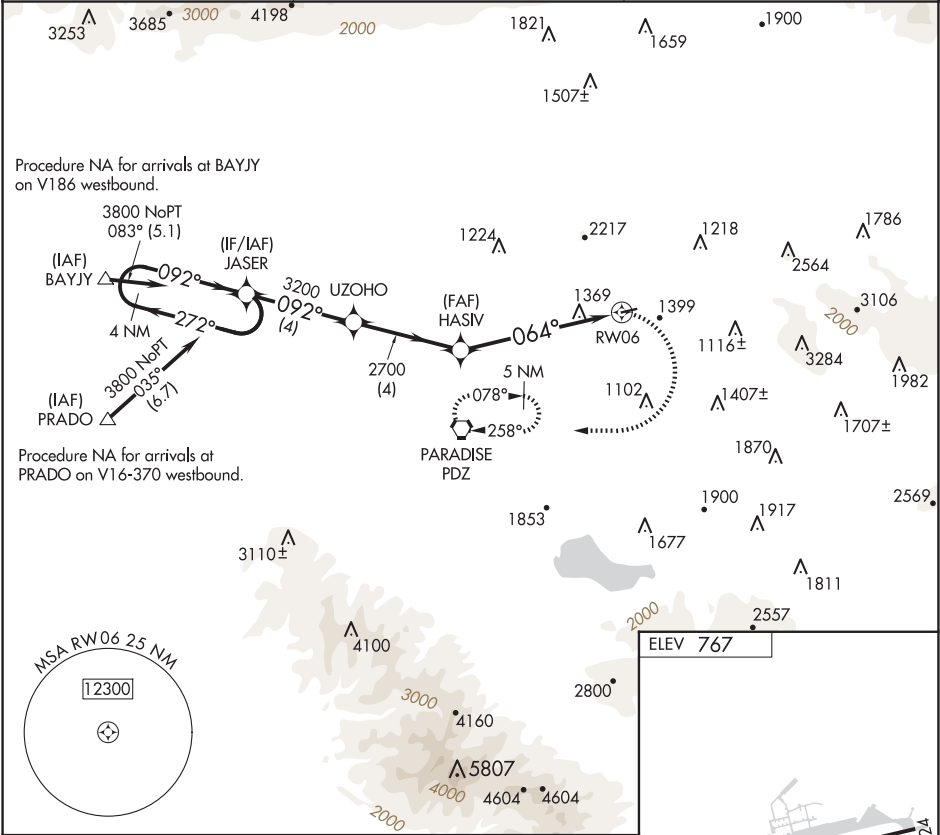 3253
3685
3000
4198
2000
1821
1659
1900
1507±
Procedure NA for arrivals at BAYJY
on V186 westbound.
3800 NoPT
083° (5.1)
(IAF)
BAYJY
092°
(IF/IAF)
JASER
3200
092°
(4)
UZOHO
272°
4 NM
3800 NoPT
035°
(6.7)
(IAF)
PRADO
2700
(4)
(FAF)
HASIV
064°
1224
2217
1218
1786
2564
1369
RW06
1399
3106
2000
1116±
3284
1982
5 NM
078°
258°
PARADISE
PDZ
1102
1407±
1707±
1870
Procedure NA for arrivals at
PRADO on V16-370 westbound.
1853
1900
1917
2569
1677
1811
3110±
2557
2000
4100
MSA RW06 25 NM
12300
3000
4160
2800
5807
4000
4604
4604
2000
ELEV 767
24